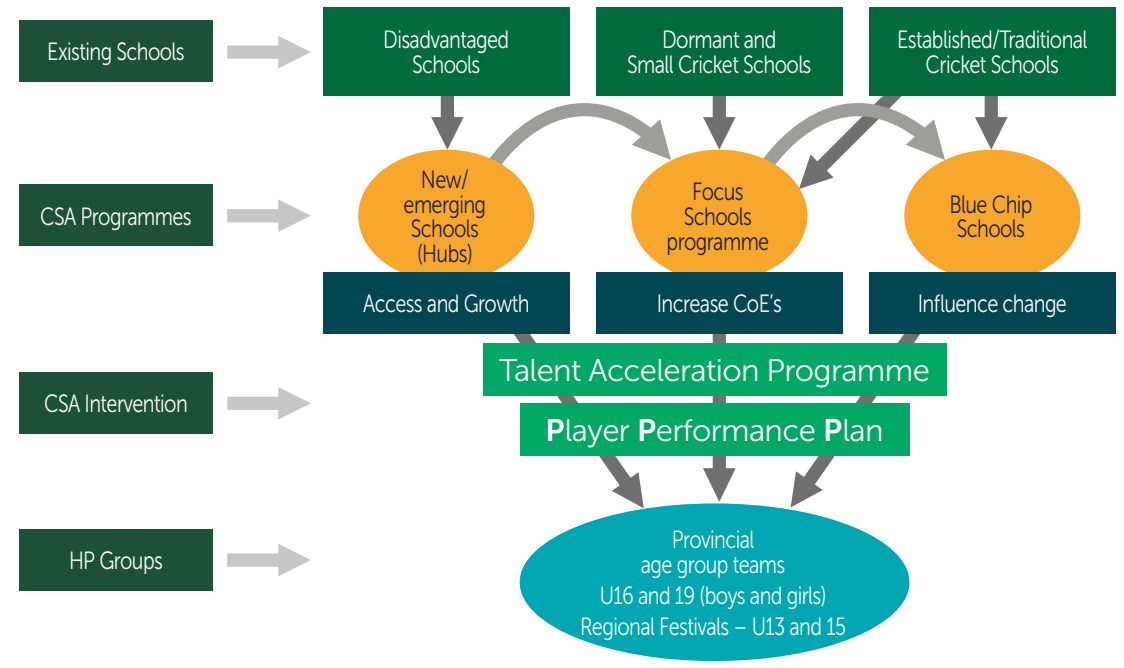 Existing Schools
Disadvantaged
Schools
Dormant and
Small Cricket Schools
Established/Traditional
Cricket Schools
CSA Programmes
New/
emerging
Schools
(Hubs)
Focus
Schools
programme
Blue Chip
Schools
Access and Growth
Increase CoE's
Influence change
CSA Intervention
Talent Acceleration Programme
Player Performance Plan
HP Groups
Provincial
age group teams
U16 and 19 (boys and girls)
Regional Festivals – U13 and 15